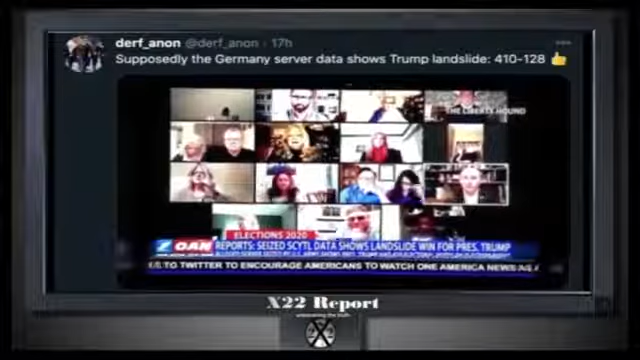 derf_anon @derf_anon · 17h
Supposedly the Germany server data shows Trump landslide: 410-128 👍
THE LIBERTY HOUND
ELECTIONS 2020
OAN
REPORTS: SEIZED SCYTL DATA SHOWS LANDSLIDE WIN FOR PRES. TRUMP
TO TWITTER TO ENCOURAGE AMERICANS TO WATCH ONE AMERICA NEWS
X22 Report